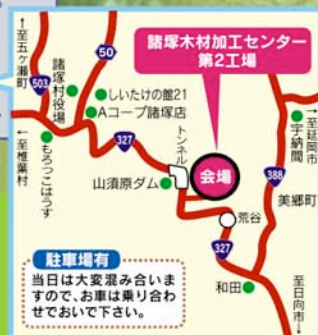 諸塚木材加工センター
第2工場
会場
↑至五ヶ瀬町
503
50
諸塚村役場
しいたけの館21
Aコープ諸塚店
327
トンネル
←至椎葉村
もろっこはうす
山須原ダム
荒谷
327
和田
388
美郷町
宇納間
↑至延岡市
至日向市↓
駐車場有
当日は大変混み合いま
すので、お車は乗り合わ
せでおいで下さい。